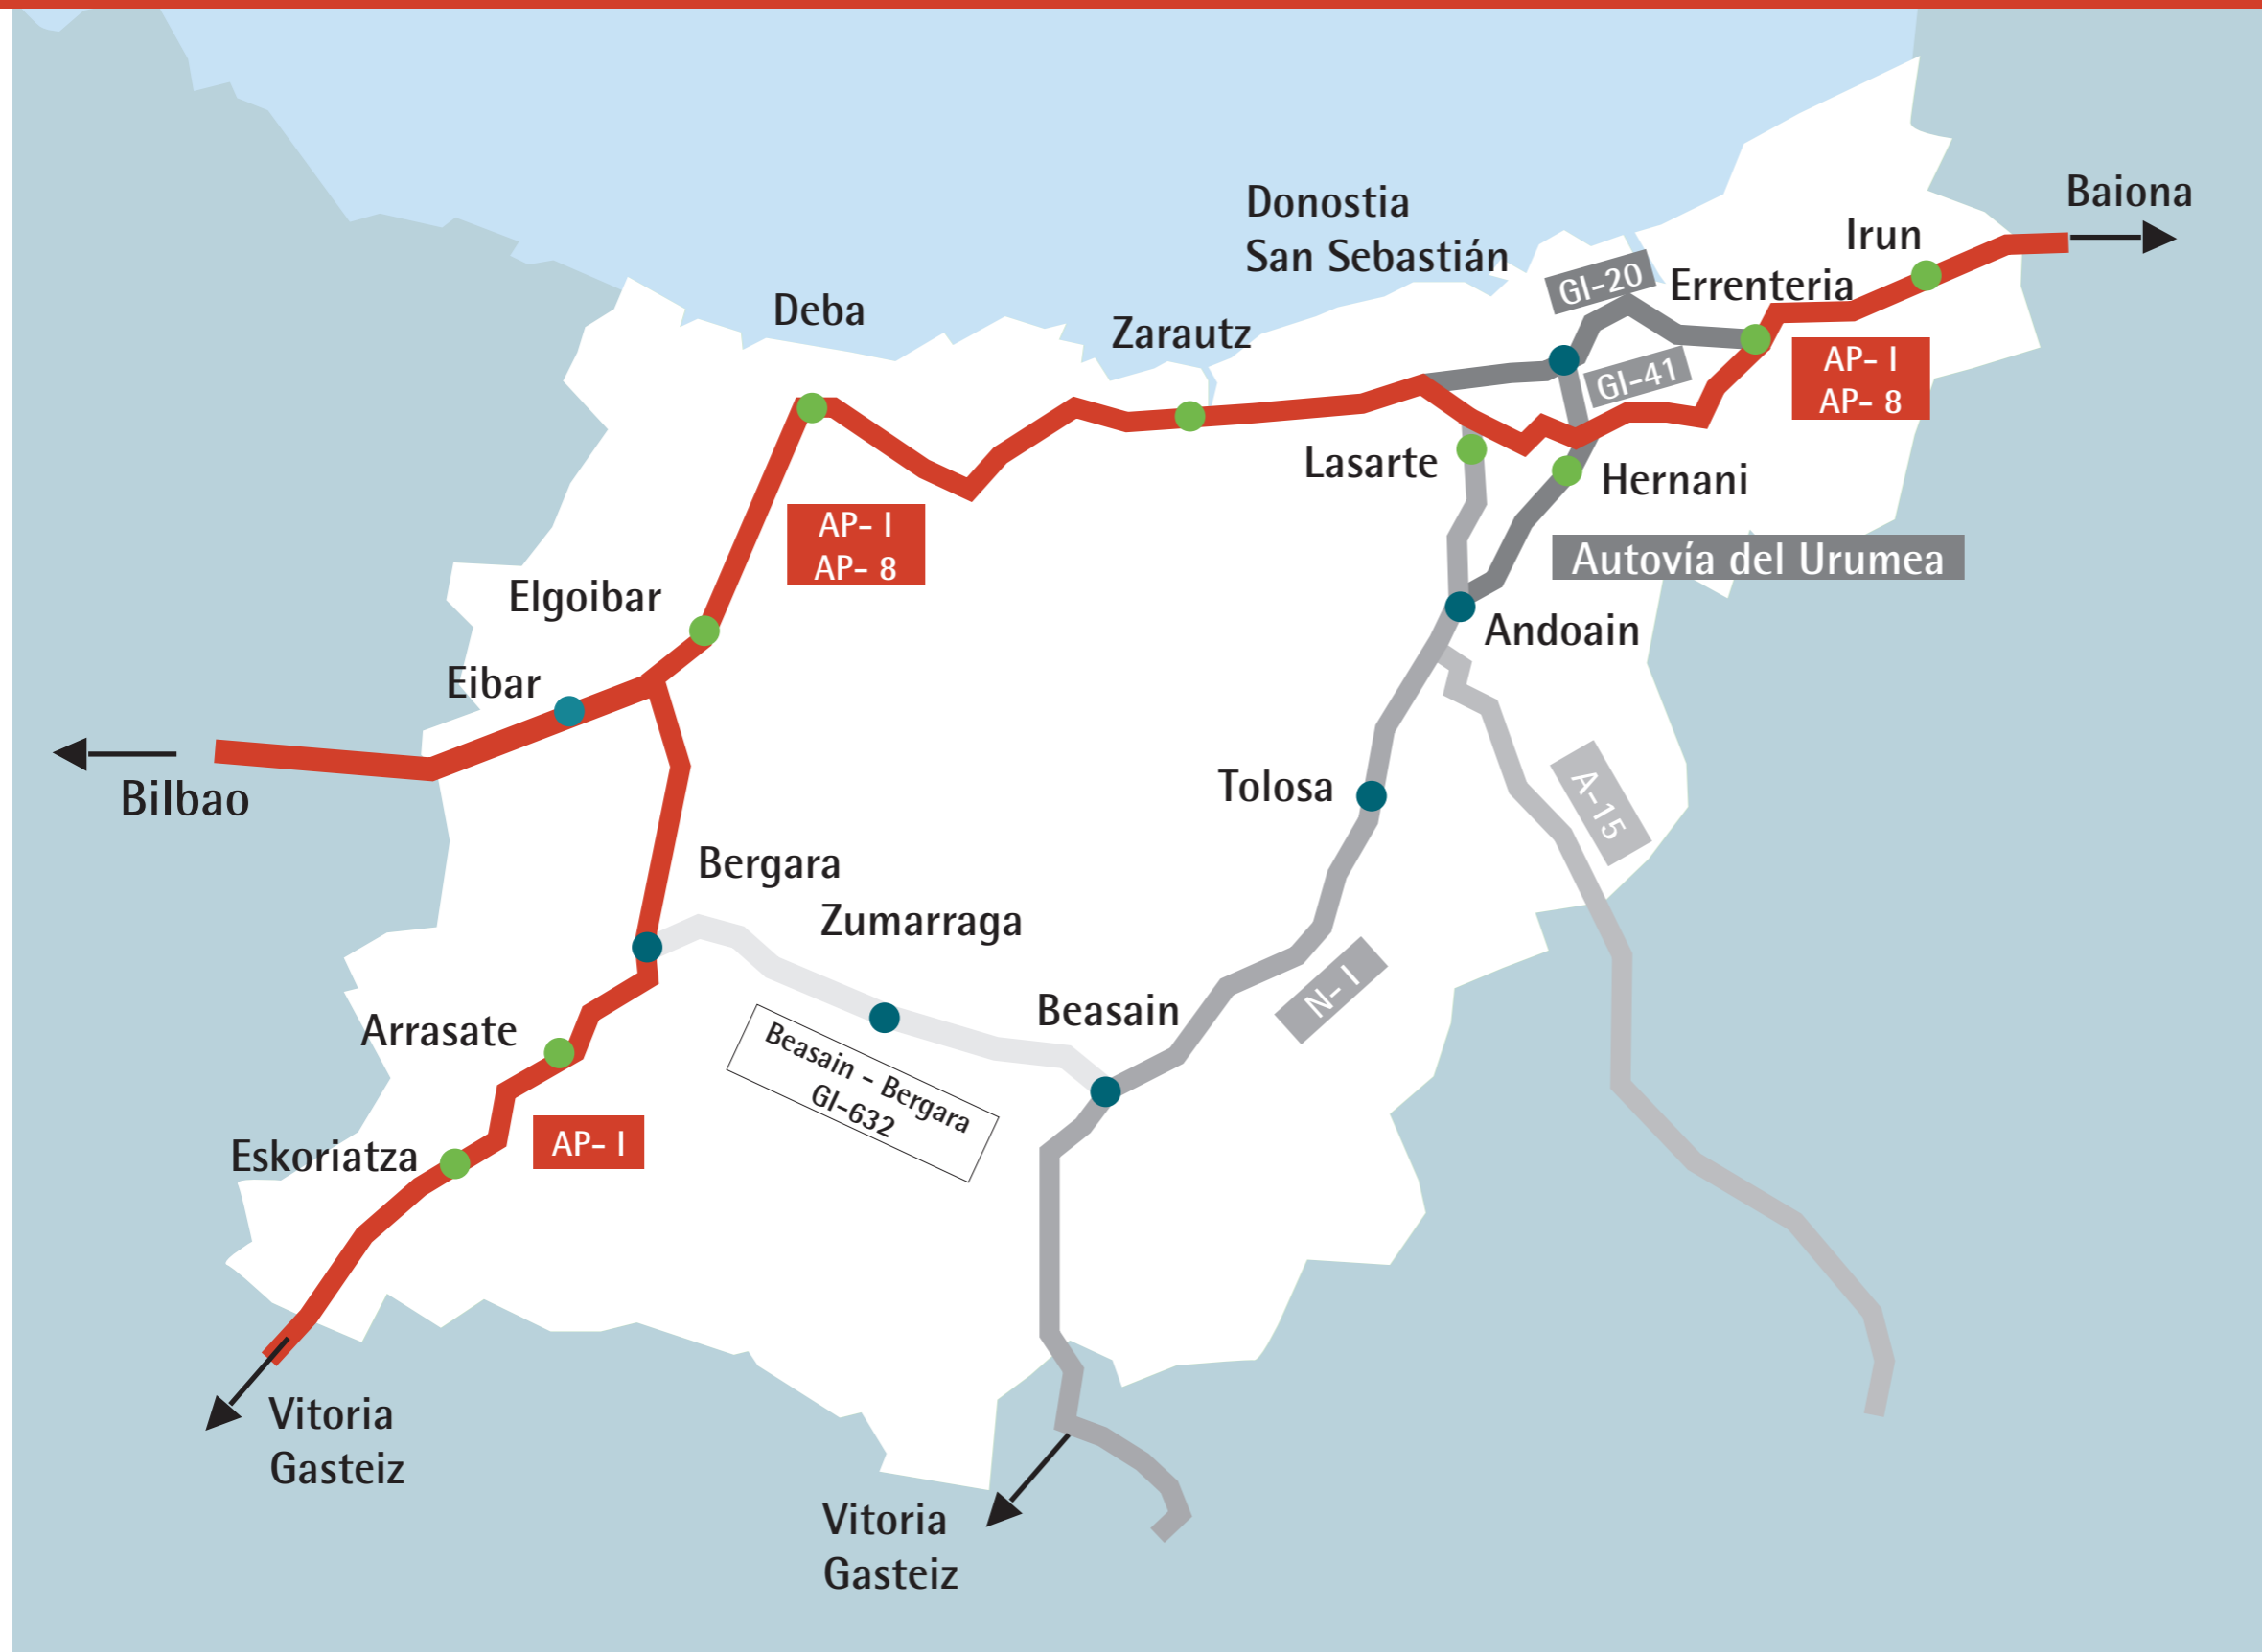 Baiona
Donostia
San Sebastián
Irun
GI-20
Errenteria
Deba
Zarautz
GI-41
AP- I
AP- 8
Lasarte
Hernani
AP- I
AP- 8
Autovía del Urumea
Elgoibar
Andoain
Eibar
Bilbao
Tolosa
A-15
Bergara
Zumarraga
N- I
Beasain
Arrasate
Beasain - Bergara
GI-632
AP- I
Eskoriatza
Vitoria
Gasteiz
Vitoria
Gasteiz